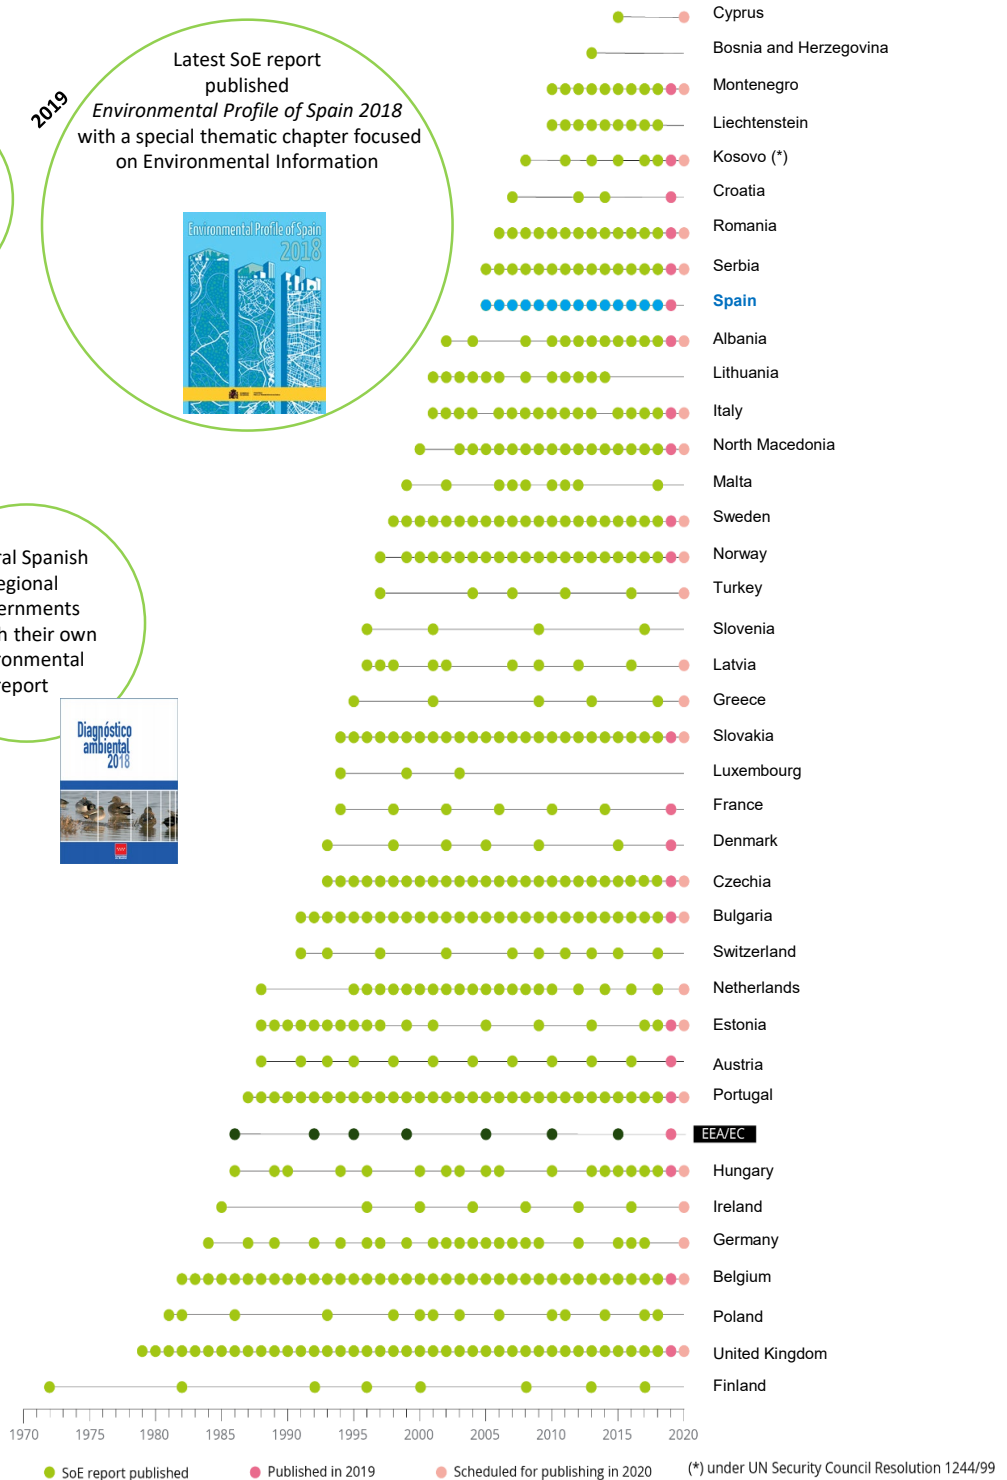 2019
Latest SoE report
published
Environmental Profile of Spain 2018
with a special thematic chapter focused
on Environmental Information
Environmental Profile of Spain
2018
ral Spanish
egional
ernments
h their own
ronmental
report
Diagnóstico
ambiental
2018
Cyprus
Bosnia and Herzegovina
Montenegro
Liechtenstein
Kosovo (*)
Croatia
Romania
Serbia
Spain
Albania
Lithuania
Italy
North Macedonia
Malta
Sweden
Norway
Turkey
Slovenia
Latvia
Greece
Slovakia
Luxembourg
France
Denmark
Czechia
Bulgaria
Switzerland
Netherlands
Estonia
Austria
Portugal
EEA/EC
Hungary
Ireland
Germany
Belgium
Poland
United Kingdom
Finland
1970 1975 1980 1985 1990 1995 2000 2005 2010 2015 2020
SoE report published Published in 2019 Scheduled for publishing in 2020 (*) under UN Security Council Resolution 1244/99